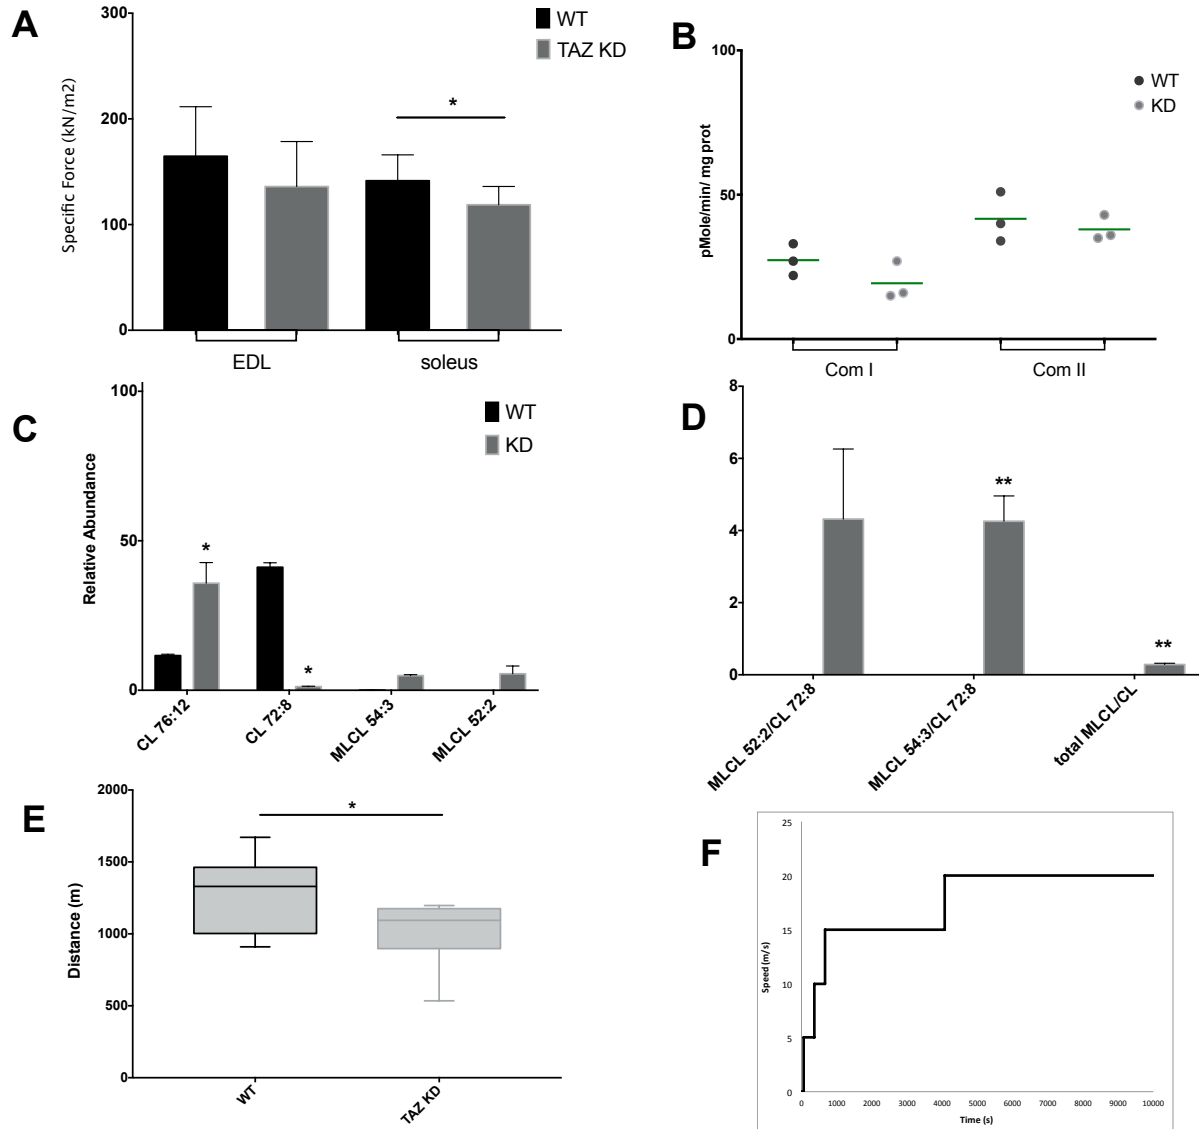 A
300
200
100
0
Specific Force (kN/m2)
WT
TAZ KD
*
EDL
soleus
B
100
50
0
pMole/min/ mg prot
WT
KD
Com I
Com II
C
100
50
0
Relative Abundance
WT
KD
*
*
CL 76:12
CL 72:8
MLCL 54:3
MLCL 52:2
D
8
6
4
2
0
**
**
MLCL 52:2/CL 72:8
MLCL 54:3/CL 72:8
total MLCL/CL
E
2000
1500
1000
500
0
Distance (m)
*
WT
TAZ KD
F
25
20
15
10
5
0
Speed (m/s)
0 1000 2000 3000 4000 5000 6000 7000 8000 9000 10000
Time (s)